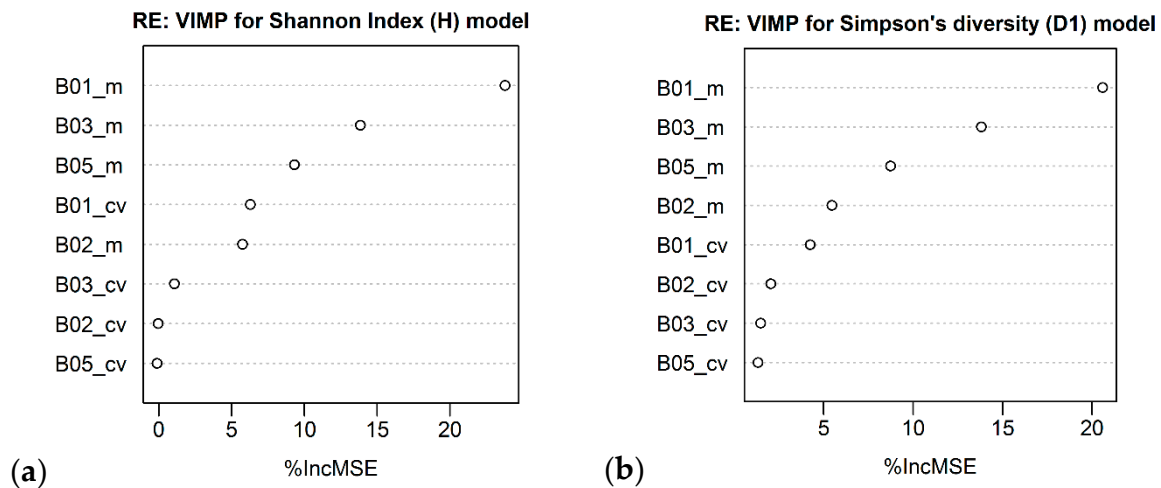 RE: VIMP for Shannon Index (H) model
B01_m
B03_m
B05_m
B01_cv
B02_m
B03_cv
B02_cv
B05_cv
0 5 10 15 20
%IncMSE
(a)
RE: VIMP for Simpson's diversity (D1) model
B01_m
B03_m
B05_m
B02_m
B01_cv
B02_cv
B03_cv
B05_cv
5 10 15 20
%IncMSE
(b)